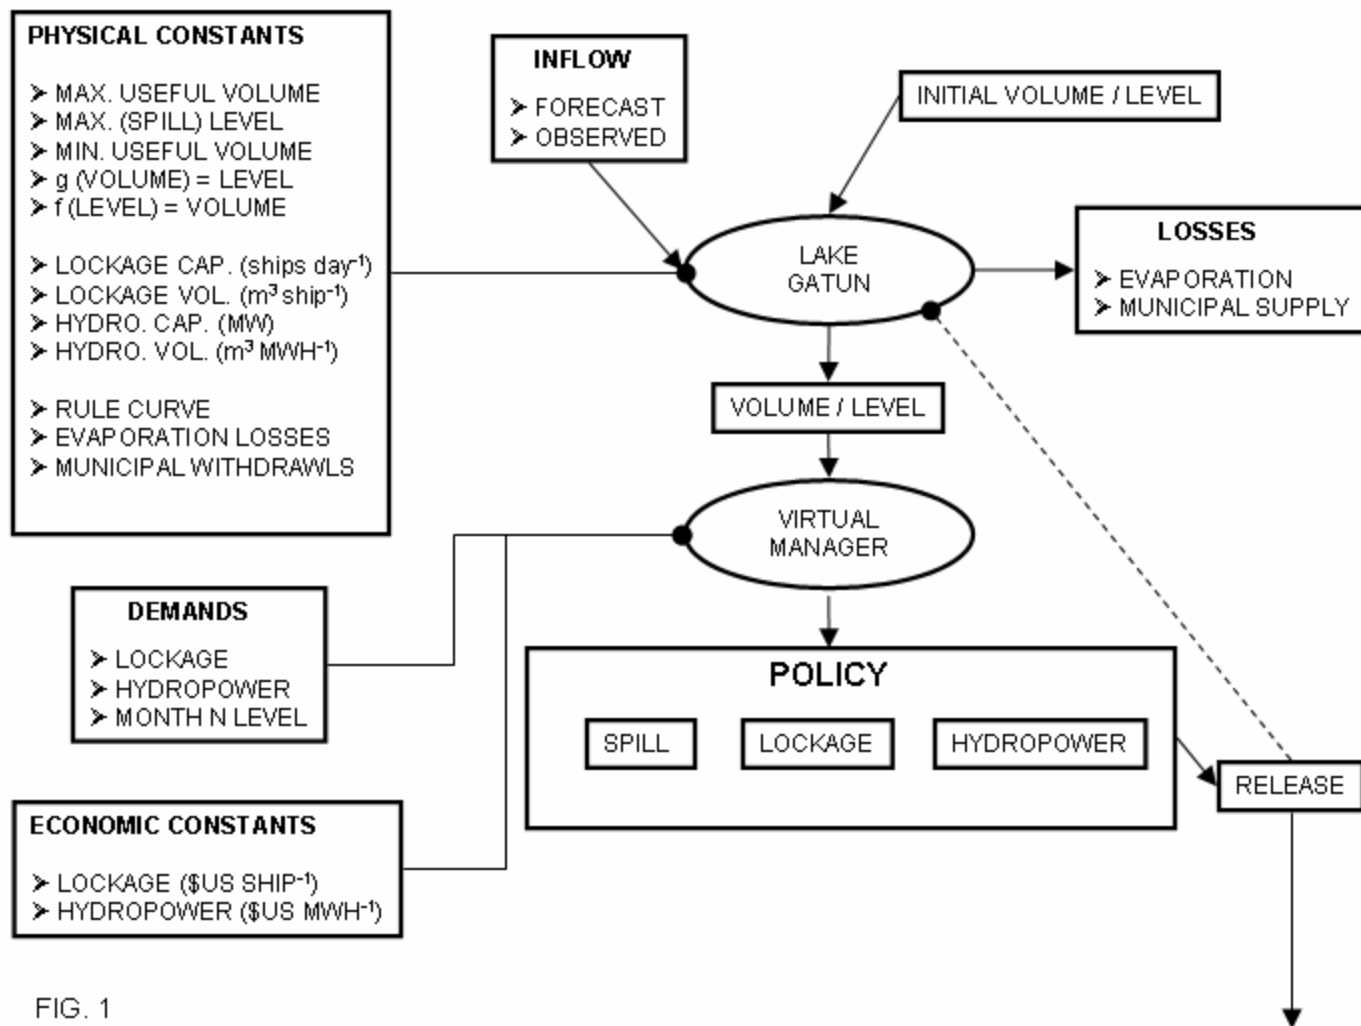 PHYSICAL CONSTANTS
➢ MAX. USEFUL VOLUME
➢ MAX. (SPILL) LEVEL
➢ MIN. USEFUL VOLUME
➢ g (VOLUME) = LEVEL
➢ f (LEVEL) = VOLUME
➢ LOCKAGE CAP. (ships day⁻¹)
➢ LOCKAGE VOL. (m³ ship⁻¹)
➢ HYDRO. CAP. (MW)
➢ HYDRO. VOL. (m³ MWH⁻¹)
➢ RULE CURVE
➢ EVAPORATION LOSSES
➢ MUNICIPAL WITHDRAWLS
INFLOW
➢ FORECAST
➢ OBSERVED
INITIAL VOLUME / LEVEL
LAKE
GATUN
LOSSES
➢ EVAPORATION
➢ MUNICIPAL SUPPLY
VOLUME / LEVEL
VIRTUAL
MANAGER
DEMANDS
➢ LOCKAGE
➢ HYDROPOWER
➢ MONTH N LEVEL
POLICY
SPILL
LOCKAGE
HYDROPOWER
RELEASE
ECONOMIC CONSTANTS
➢ LOCKAGE ($US SHIP⁻¹)
➢ HYDROPOWER ($US MWH⁻¹)
FIG. 1